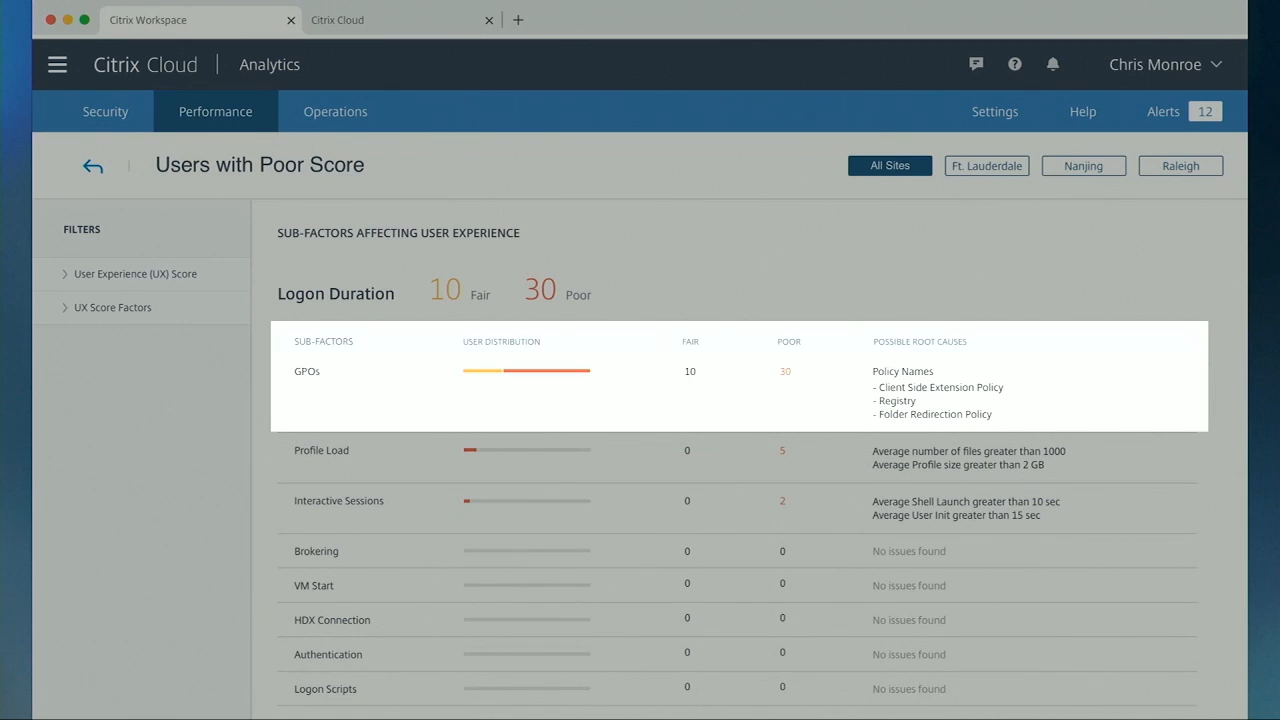 Citrix Workspace
Citrix Cloud
Citrix Cloud Analytics Chris Monroe
Security Performance Operations Settings Help Alerts 12
Users with Poor Score All Sites Ft. Lauderdale Nanjing Raleigh
FILTERS
User Experience (UX) Score
UX Score Factors
SUB-FACTORS AFFECTING USER EXPERIENCE
Logon Duration 10 Fair 30 Poor
SUB-FACTORS USER DISTRIBUTION FAIR POOR POSSIBLE ROOT CAUSES
GPOs 10 30 Policy Names
- Client Side Extension Policy
- Registry
- Folder Redirection Policy
Profile Load 0 5 Average number of files greater than 1000
Average Profile size greater than 2 GB
Interactive Sessions 0 2 Average Shell Launch greater than 10 sec
Average User Init greater than 15 sec
Brokering 0 0 No issues found
VM Start 0 0 No issues found
HDX Connection 0 0 No issues found
Authentication 0 0 No issues found
Logon Scripts 0 0 No issues found